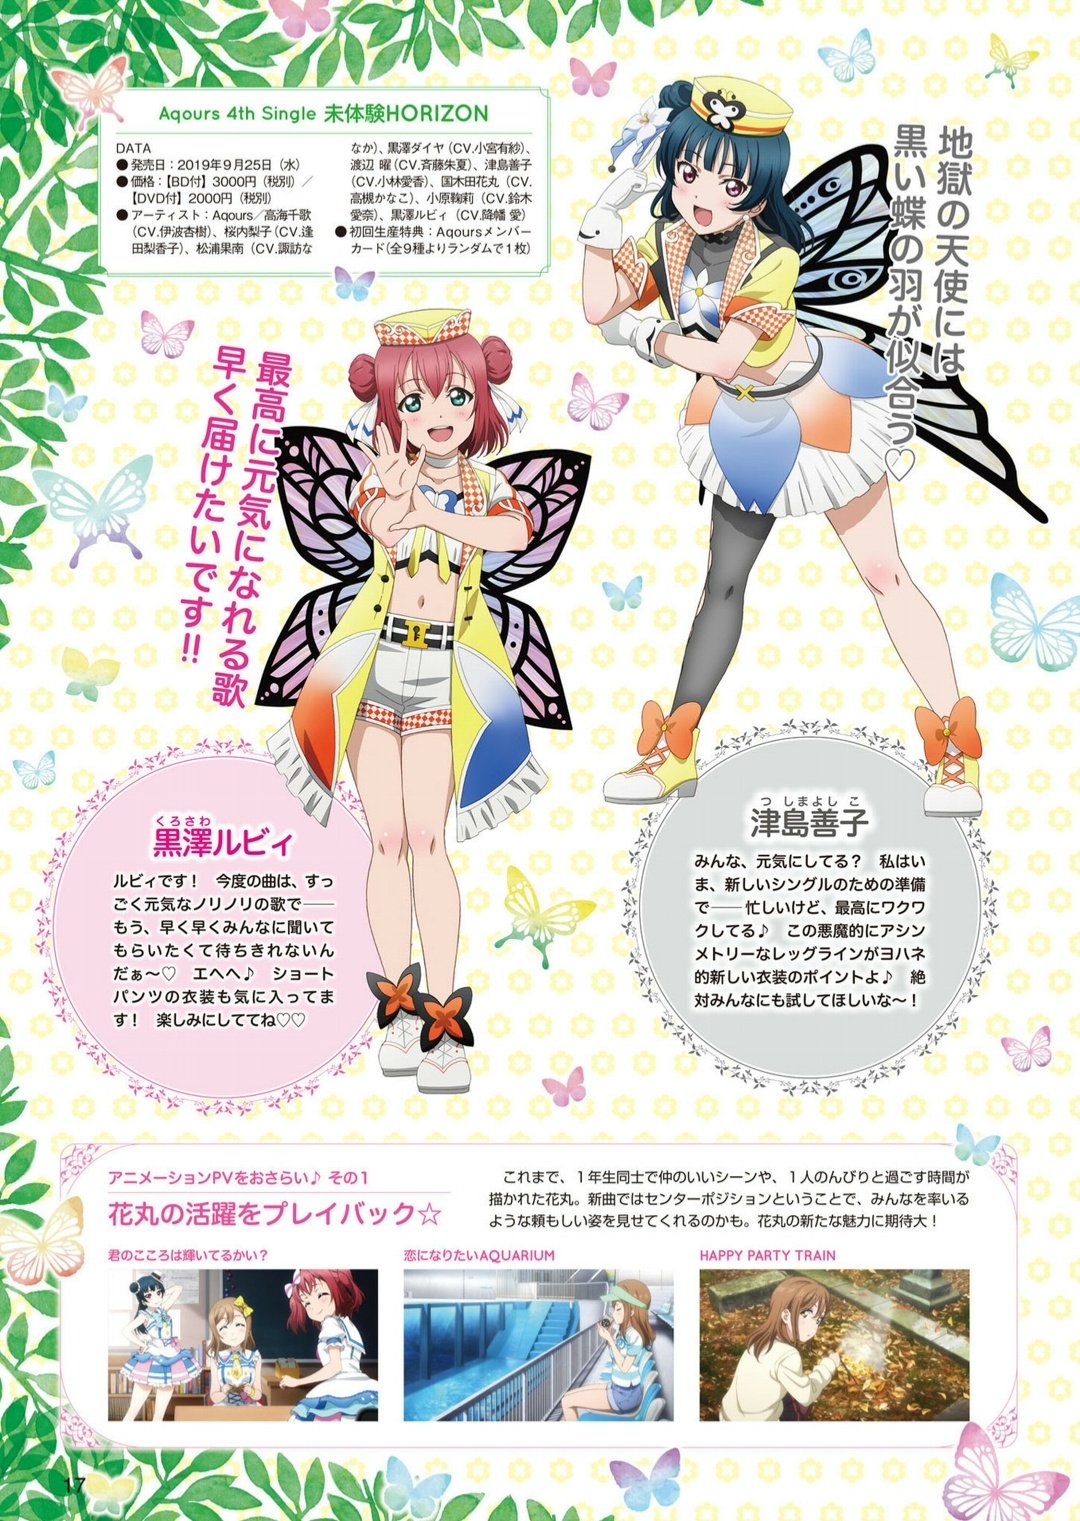 Aqours 4th Single 未体験HORIZON
DATA
●発売日：2019年9月25日（水）
●価格：【BD付】3000円（税別）／
【DVD付】2000円（税別）
●アーティスト：Aqours／高海千歌
（CV.伊波杏樹）、桜内梨子（CV.逢
田梨香子）、松浦果南（CV.諏訪な
なか）、黒澤ダイヤ（CV.小宮有紗）、
渡辺 曜（CV.斉藤朱夏）、津島善子
（CV.小林愛香）、国木田花丸（CV.
高槻かなこ）、小原鞠莉（CV.鈴木
愛奈）、黒澤ルビィ（CV.降幡 愛）
●初回生産特典：Aqoursメンバー
カード（全9種よりランダムで1枚）
地獄の天使には
黒い蝶の羽が似合う♡
最高に元気になれる歌
早く届けたいです!!
くろさわ
黒澤ルビィ
ルビィです！　今度の曲は、すっ
ごく元気なノリノリの歌で――
もう、早く早くみんなに聞いて
もらいたくて待ちきれないん
だぁ～♡　エヘヘ♪　ショート
パンツの衣装も気に入ってま
す！　楽しみにしててね♡♡
つしまよしこ
津島善子
みんな、元気にしてる？　私はい
ま、新しいシングルのための準備
で――忙しいけど、最高にワクワ
クしてる♪　この悪魔的にアシン
メトリーなレッグラインがヨハネ
的新しい衣装のポイントよ♪　絶
対みんなにも試してほしいな～！
アニメーションPVをおさらい♪ その1
花丸の活躍をプレイバック☆
これまで、１年生同士で仲のいいシーンや、１人のんびりと過ごす時間が
描かれた花丸。新曲ではセンターポジションということで、みんなを率いる
ような頼もしい姿を見せてくれるのかも。花丸の新たな魅力に期待大！
君のこころは輝いてるかい？
恋になりたいAQUARIUM
HAPPY PARTY TRAIN
17